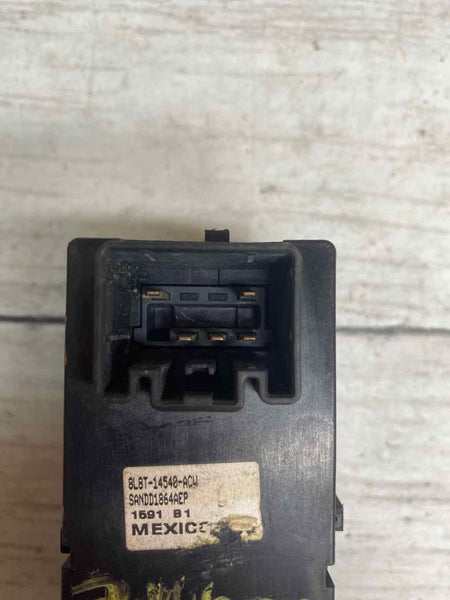 8L8T-14540-ACW
SANDD1864AEP
1591 B1
MEXICO